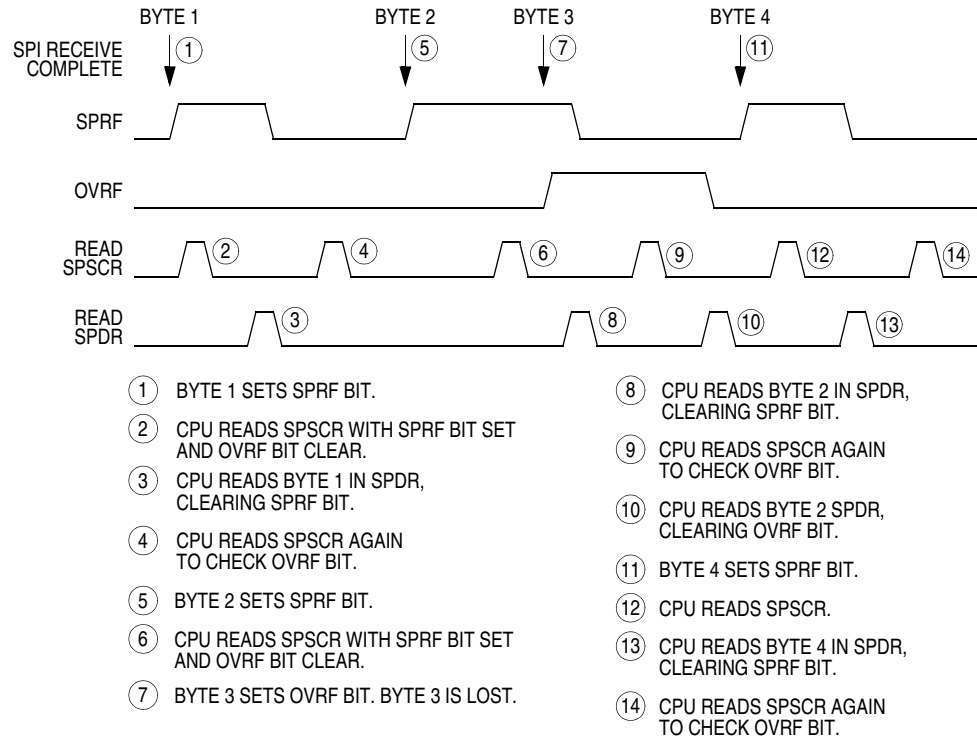 BYTE 1 BYTE 2 BYTE 3 BYTE 4
SPI RECEIVE
COMPLETE
1 5 7 11
SPRF
OVRF
READ
SPSCR
2 4 6 9 12 14
READ
SPDR
3 8 10 13
1 BYTE 1 SETS SPRF BIT.
2 CPU READS SPSCR WITH SPRF BIT SET
AND OVRF BIT CLEAR.
3 CPU READS BYTE 1 IN SPDR,
CLEARING SPRF BIT.
4 CPU READS SPSCR AGAIN
TO CHECK OVRF BIT.
5 BYTE 2 SETS SPRF BIT.
6 CPU READS SPSCR WITH SPRF BIT SET
AND OVRF BIT CLEAR.
7 BYTE 3 SETS OVRF BIT. BYTE 3 IS LOST.
8 CPU READS BYTE 2 IN SPDR,
CLEARING SPRF BIT.
9 CPU READS SPSCR AGAIN
TO CHECK OVRF BIT.
10 CPU READS BYTE 2 SPDR,
CLEARING OVRF BIT.
11 BYTE 4 SETS SPRF BIT.
12 CPU READS SPSCR.
13 CPU READS BYTE 4 IN SPDR,
CLEARING SPRF BIT.
14 CPU READS SPSCR AGAIN
TO CHECK OVRF BIT.